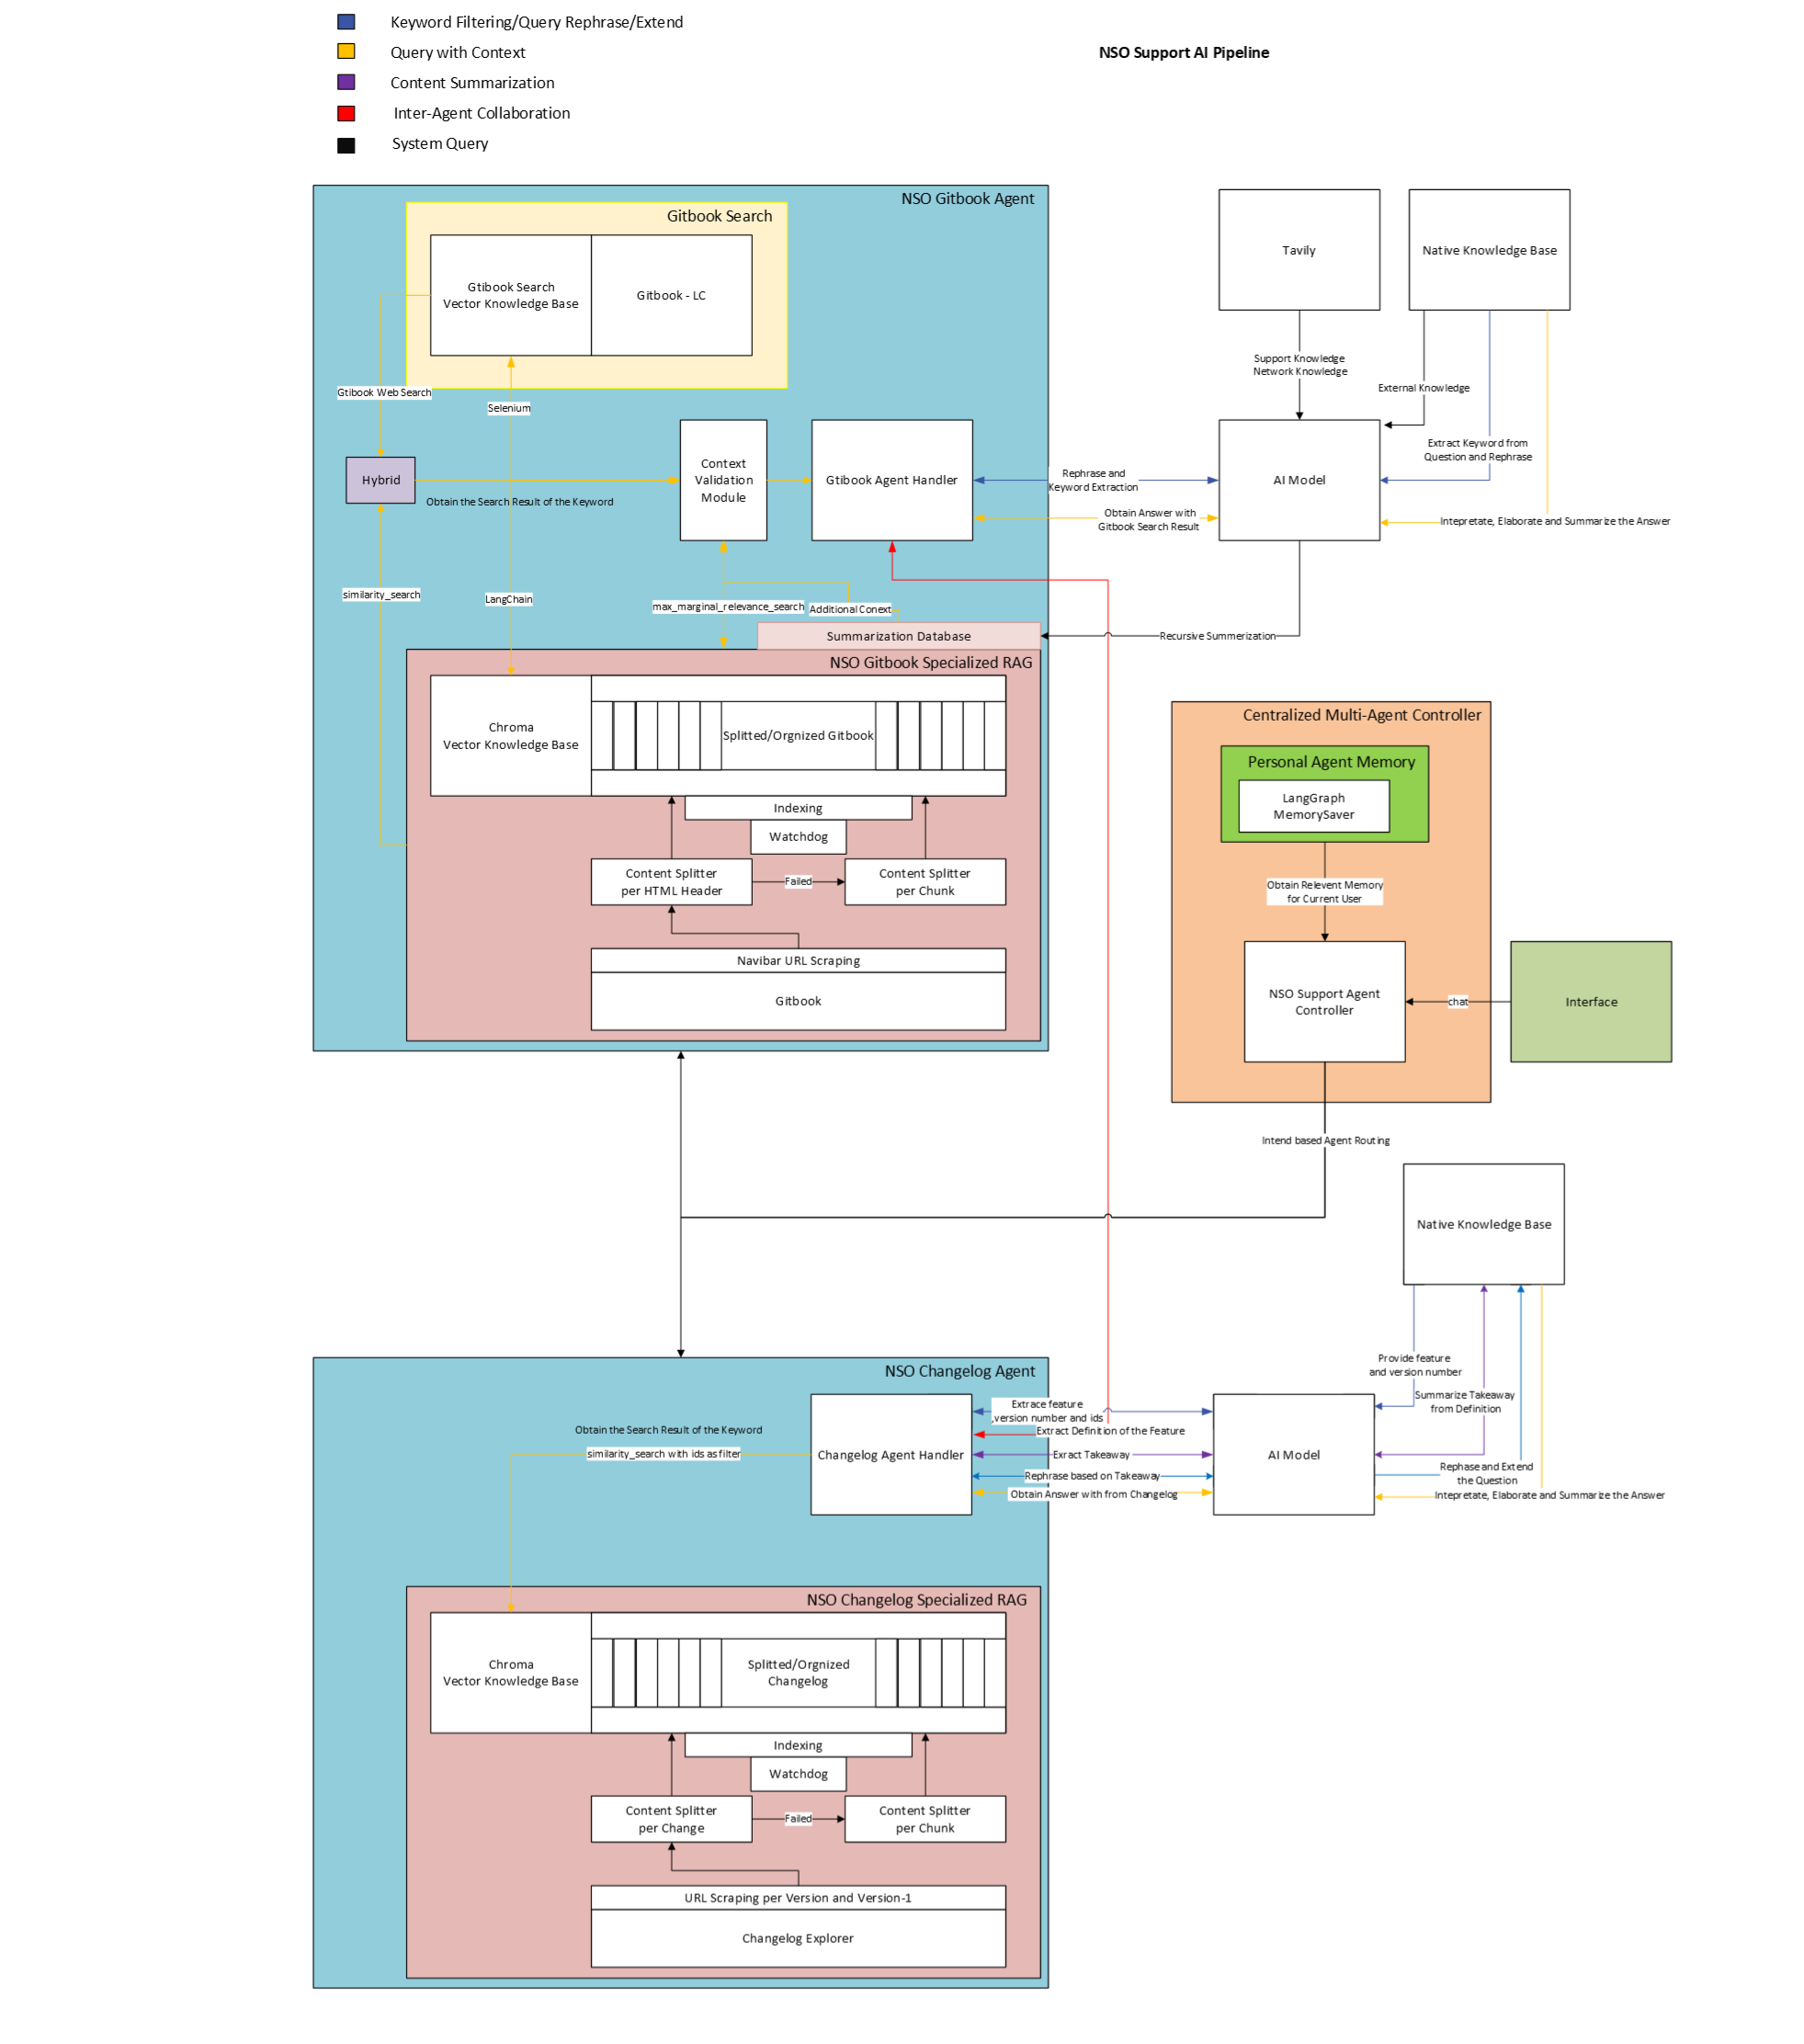 Keyword Filtering/Query Rephrase/Extend
Query with Context
NSO Support AI Pipeline
Content Summarization
Inter-Agent Collaboration
System Query
NSO Gitbook Agent
Gitbook Search
Gtibook Search
Vector Knowledge Base
Gitbook - LC
Tavily
Native Knowledge Base
Gtibook Web Search
Selenium
Support Knowledge
Network Knowledge
External Knowledge
Hybrid
Obtain the Search Result of the Keyword
Context
Validation
Module
Gtibook Agent Handler
Rephrase and
Keyword Extraction
Obtain Answer with
Gitbook Search Result
AI Model
Extract Keyword from
Question and Rephrase
Intepretate, Elaborate and Summarize the Answer
similarity_search
LangChain
max_marginal_relevance_search
Additional Conext
Summarization Database
Recursive Summerization
NSO Gitbook Specialized RAG
Chroma
Vector Knowledge Base
Splitted/Orgnized Gitbook
Indexing
Watchdog
Content Splitter
per HTML Header
Failed
Content Splitter
per Chunk
Navibar URL Scraping
Gitbook
Centralized Multi-Agent Controller
Personal Agent Memory
LangGraph
MemorySaver
Obtain Relevent Memory
for Current User
NSO Support Agent
Controller
chat
Interface
Intend based Agent Routing
Native Knowledge Base
NSO Changelog Agent
Obtain the Search Result of the Keyword
similarity_search with ids as filter
Changelog Agent Handler
Extrace feature
,version number and ids
Extract Definition of the Feature
Exract Takeaway
Rephrase based on Takeaway
Obtain Answer with from Changelog
AI Model
Provide feature
and version number
Summarize Takeaway
from Definition
Rephase and Extend
the Question
Intepretate, Elaborate and Summarize the Answer
NSO Changelog Specialized RAG
Chroma
Vector Knowledge Base
Splitted/Orgnized
Changelog
Indexing
Watchdog
Content Splitter
per Change
Failed
Content Splitter
per Chunk
URL Scraping per Version and Version-1
Changelog Explorer